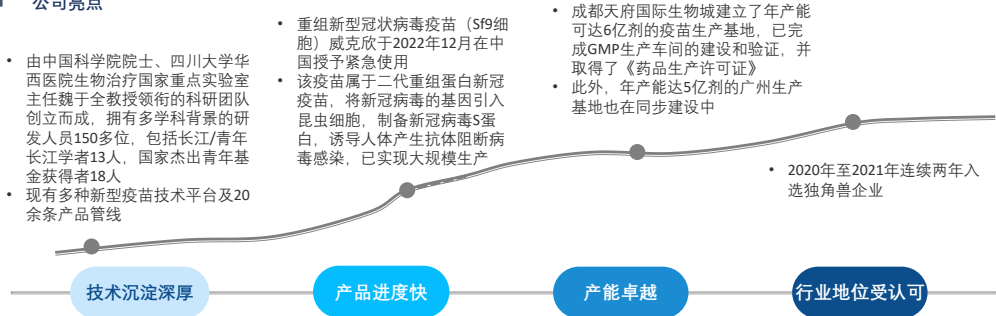 公司亮点
• 由中国科学院院士、四川大学华
西医院生物治疗国家重点实验室
主任魏于全教授领衔的科研团队
创立而成，拥有多学科背景的研
发人员150多位，包括长江/青年
长江学者13人，国家杰出青年基
金获得者18人
• 现有多种新型疫苗技术平台及20
余条产品管线
• 重组新型冠状病毒疫苗（Sf9细
胞）威克欣于2022年12月在中
国授予紧急使用
• 该疫苗属于二代重组蛋白新冠
疫苗，将新冠病毒的基因引入
昆虫细胞，制备新冠病毒S蛋
白，诱导人体产生抗体阻断病
毒感染，已实现大规模生产
• 成都天府国际生物城建立了年产能
可达6亿剂的疫苗生产基地，已完
成GMP生产车间的建设和验证，并
取得了《药品生产许可证》
• 此外，年产能达5亿剂的广州生产
基地也在同步建设中
• 2020年至2021年连续两年入
选独角兽企业
技术沉淀深厚
产品进度快
产能卓越
行业地位受认可